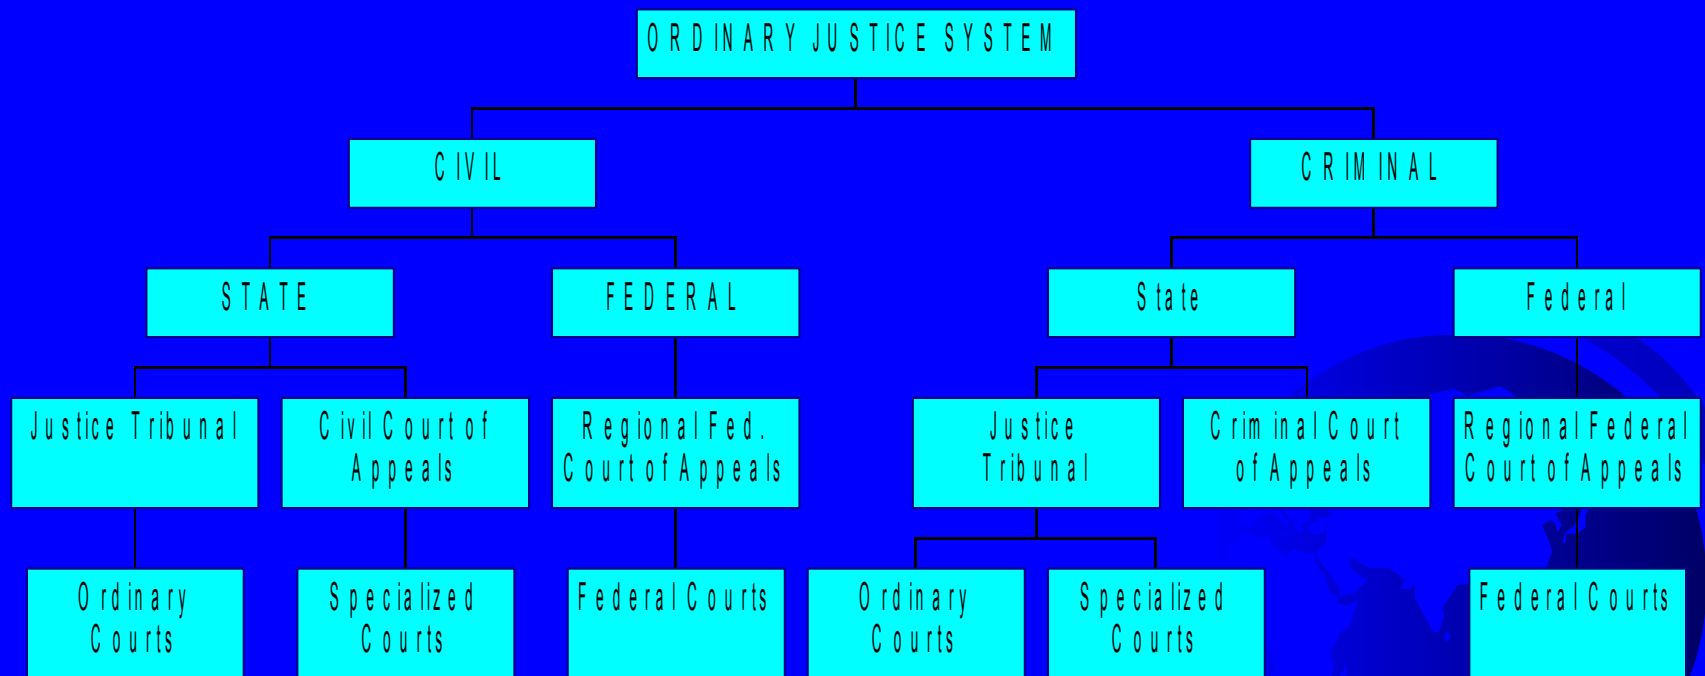 ORDINARY JUSTICE SYSTEM
CIVIL
CRIMINAL
STATE
FEDERAL
State
Federal
Justice Tribunal
Civil Court of
Appeals
Regional Fed.
Court of Appeals
Justice
Tribunal
Criminal Court
of Appeals
Regional Federal
Court of Appeals
Ordinary
Courts
Specialized
Courts
Federal Courts
Ordinary
Courts
Specialized
Courts
Federal Courts